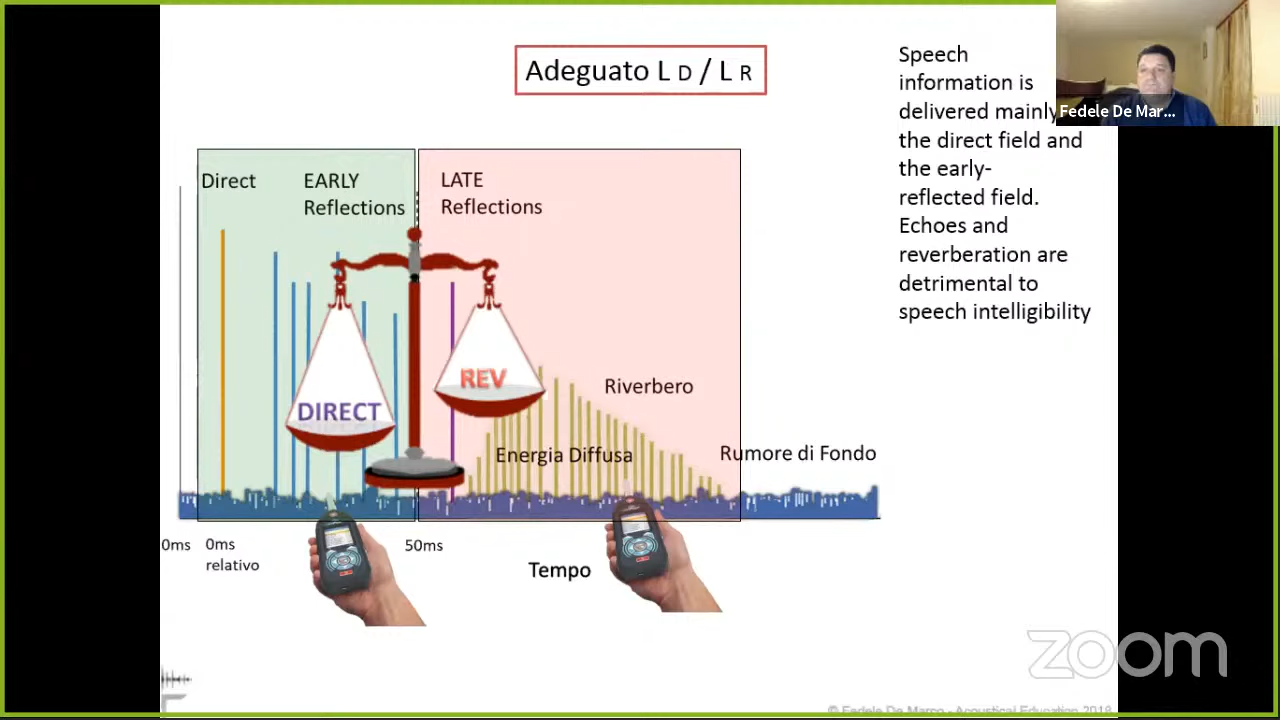 Adeguato L D / L R
Speech
information is
delivered mainly
the direct field and
the early-
reflected field.
Echoes and
reverberation are
detrimental to
speech intelligibility
Fedele De Mar...
Direct
EARLY
Reflections
LATE
Reflections
DIRECT
REV
Riverbero
Energia Diffusa
Rumore di Fondo
0ms
0ms
relativo
50ms
Tempo
zoom
© Fedele De Marco - Acoustical Education 2018